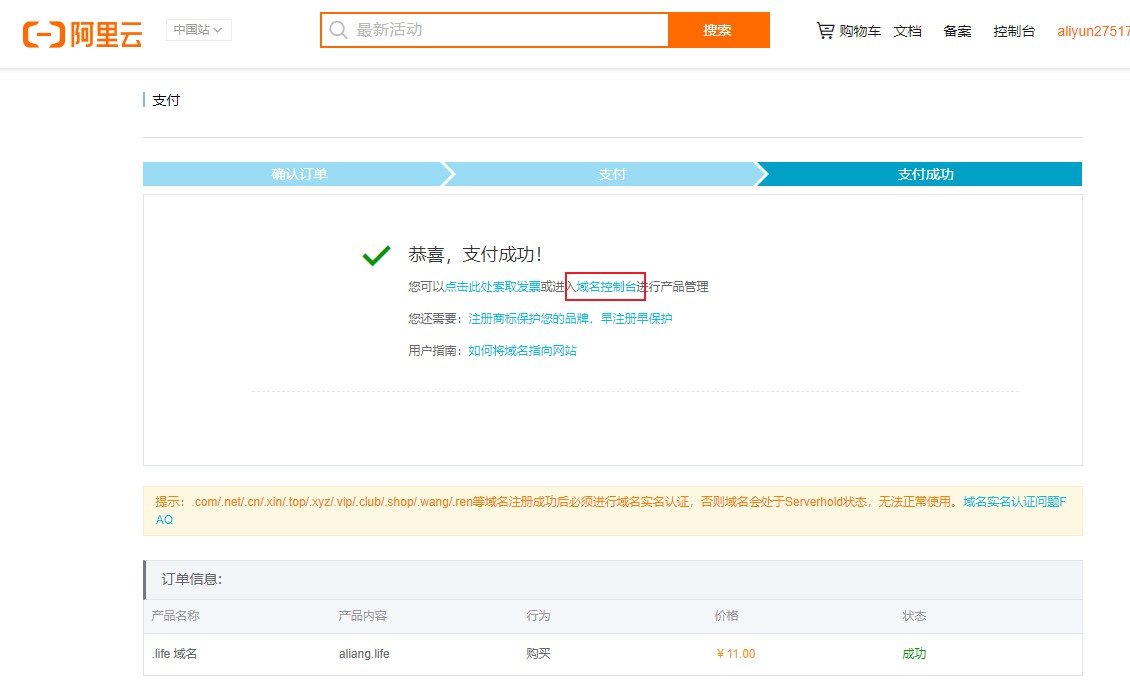 阿里云
中国站
最新活动
搜索
购物车
文档
备案
控制台
aliyun27517
支付
确认订单
支付
支付成功
恭喜，支付成功！
您可以点击此处索取发票或进入域名控制台进行产品管理
您还需要：注册商标保护您的品牌，早注册早保护
用户指南：如何将域名指向网站
提示：.com/.net/.cn/.xin/.top/.xyz/.vip/.club/.shop/.wang/.ren等域名注册成功后必须进行域名实名认证，否则域名会处于Serverhold状态，无法正常使用。域名实名认证问题F
AQ
订单信息:
产品名称 产品内容 行为 价格 状态
.life 域名 aliang.life 购买 ¥ 11.00 成功